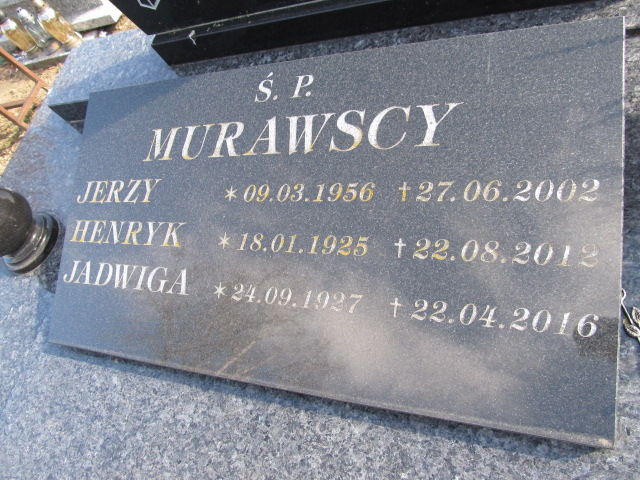 Ś. P.
MURAWSCY
JERZY * 09.03.1956 † 27.06.2002
HENRYK * 18.01.1925 † 22.08.2012
JADWIGA * 24.09.1927 † 22.04.2016